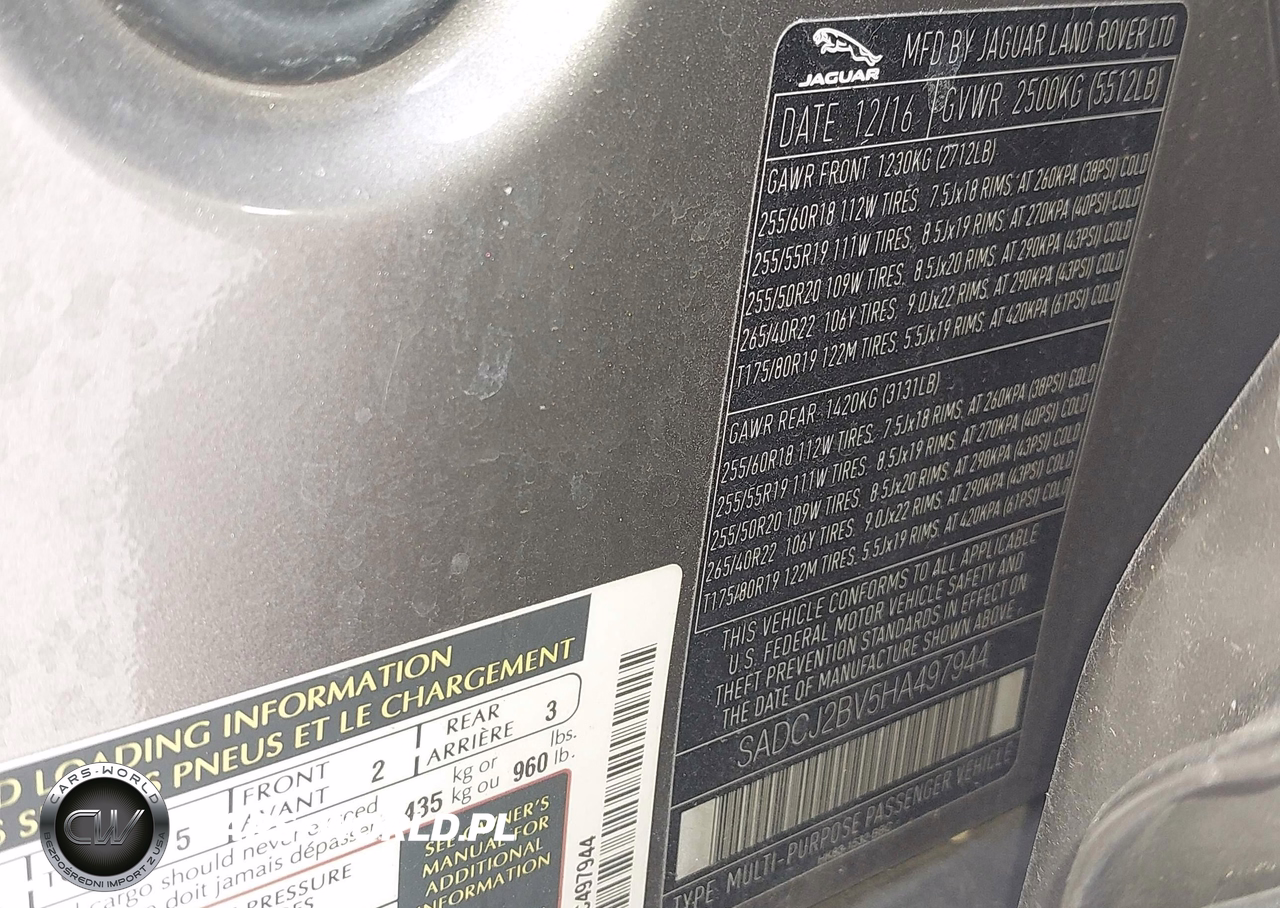 JAGUAR
MFD BY JAGUAR LAND ROVER LTD
DATE 12/16 GVWR 2500KG (5512LB)
GAWR FRONT 1230KG (2712LB)
255/60R18 112W TIRES, 7.5Jx18 RIMS, AT 260KPA (38PSI) COLD
255/55R19 111W TIRES, 8.5Jx19 RIMS, AT 270KPA (40PSI) COLD
255/50R20 109W TIRES, 8.5Jx20 RIMS, AT 290KPA (43PSI) COLD
265/40R22 106Y TIRES, 9.0Jx22 RIMS, AT 290KPA (43PSI) COLD
T175/80R19 122M TIRES, 5.5Jx19 RIMS, AT 420KPA (61PSI) COLD
GAWR REAR: 1420KG (3131LB)
255/60R18 112W TIRES, 7.5Jx18 RIMS, AT 260KPA (38PSI) COLD
255/55R19 111W TIRES, 8.5Jx19 RIMS, AT 270KPA (40PSI) COLD
255/50R20 109W TIRES, 8.5Jx20 RIMS, AT 290KPA (43PSI) COLD
265/40R22 106Y TIRES, 9.0Jx22 RIMS, AT 290KPA (43PSI) COLD
T175/80R19 122M TIRES, 5.5Jx19 RIMS, AT 420KPA (61PSI) COLD
THIS VEHICLE CONFORMS TO ALL APPLICABLE
U.S. FEDERAL MOTOR VEHICLE SAFETY AND
THEFT PREVENTION STANDARDS IN EFFECT ON
THE DATE OF MANUFACTURE SHOWN ABOVE.
SADCJ2BV5HA497944
TYPE: MULTI-PURPOSE PASSENGER VEHICLE
D LOADING INFORMATION
PNEUS ET LE CHARGEMENT
5 FRONT AVANT 2 REAR ARRIÈRE 3
cargo should never exceed 435 kg or 960 lbs.
doit jamais dépasser kg ou lb.
PRESSURE
SEE OWNER'S
MANUAL FOR
ADDITIONAL
INFORMATION
497944
CARS-WORLD
CW
BEZPOŚREDNI IMPORT Z USA
LD.PL